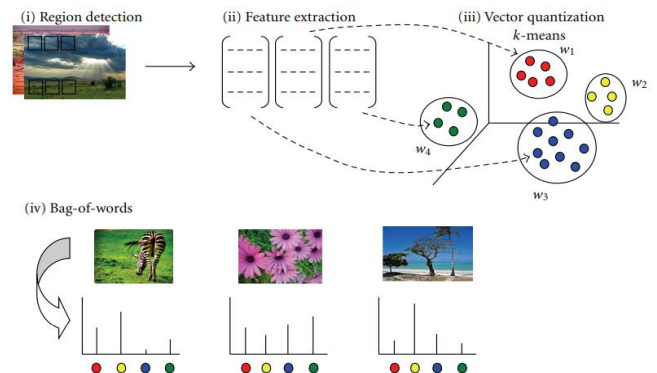 (i) Region detection
(ii) Feature extraction
(iii) Vector quantization
k-means
w1
w2
w4
w3
(iv) Bag-of-words